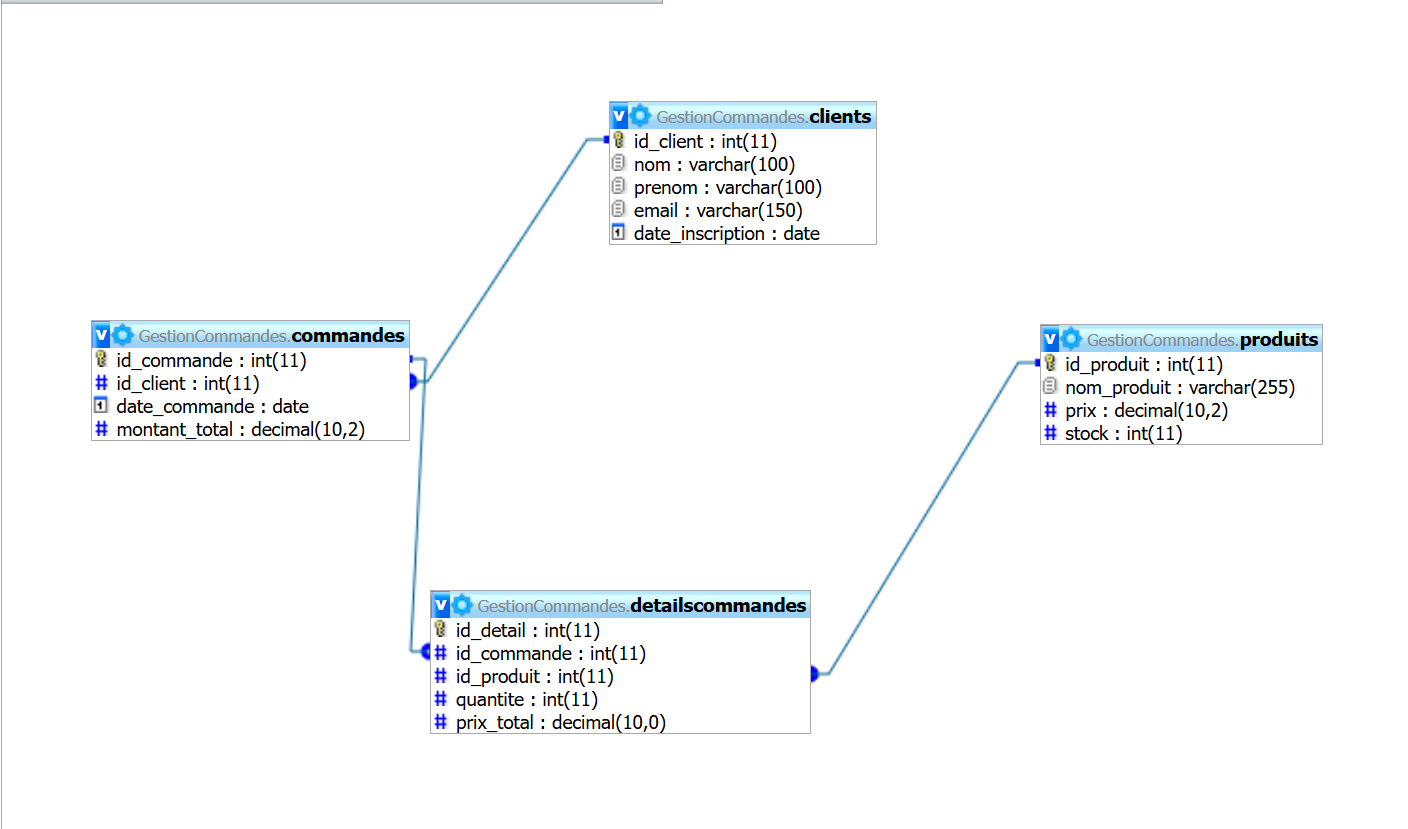 GestionCommandes.clients
id_client : int(11)
nom : varchar(100)
prenom : varchar(100)
email : varchar(150)
date_inscription : date
GestionCommandes.commandes
id_commande : int(11)
id_client : int(11)
date_commande : date
montant_total : decimal(10,2)
GestionCommandes.produits
id_produit : int(11)
nom_produit : varchar(255)
prix : decimal(10,2)
stock : int(11)
GestionCommandes.detailscommandes
id_detail : int(11)
id_commande : int(11)
id_produit : int(11)
quantite : int(11)
prix_total : decimal(10,0)